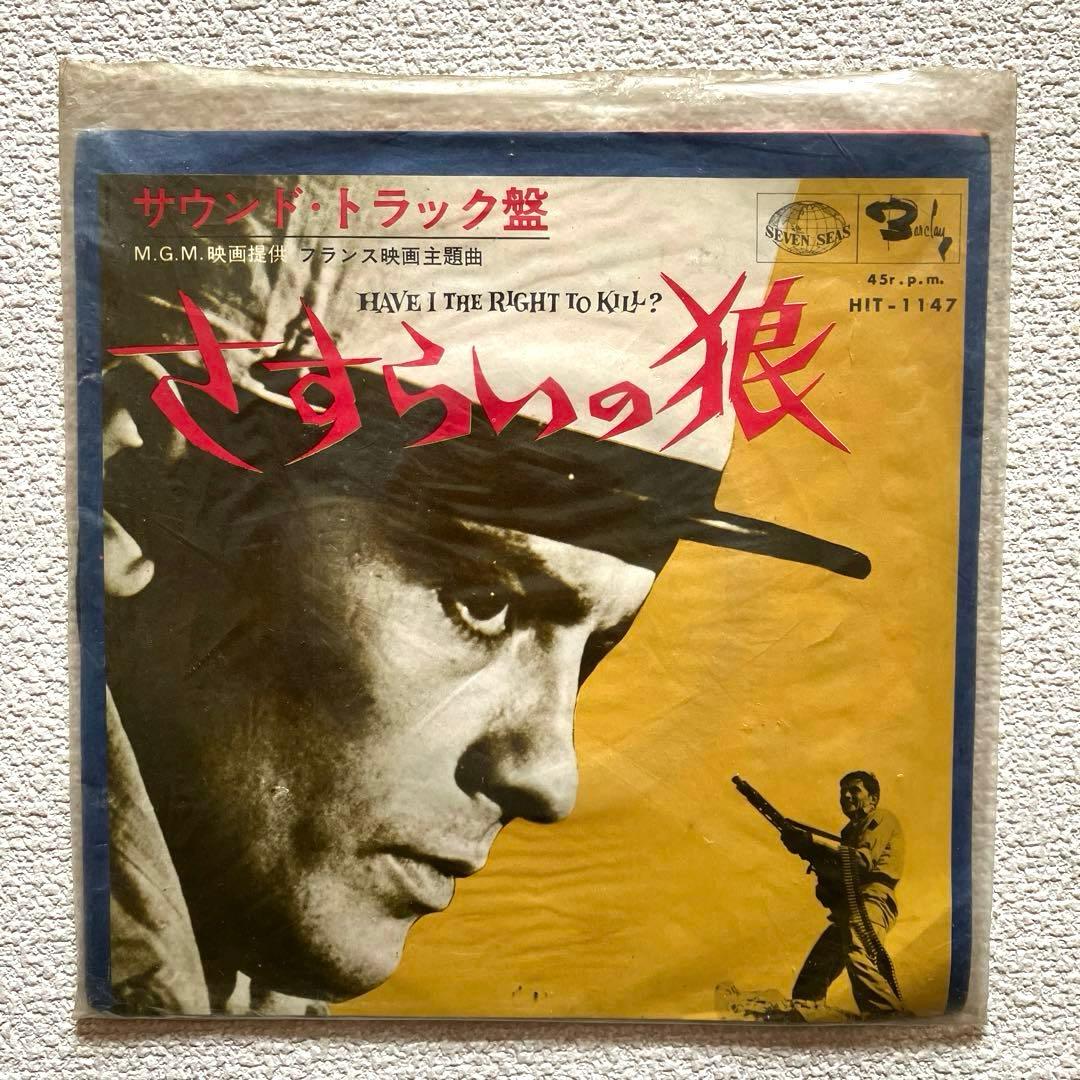 サウンド・トラック盤
M.G.M.映画提供 フランス映画主題曲
SEVEN SEAS
Barclay
45r.p.m.
HIT-1147
HAVE I THE RIGHT TO KILL?
さすらいの狼